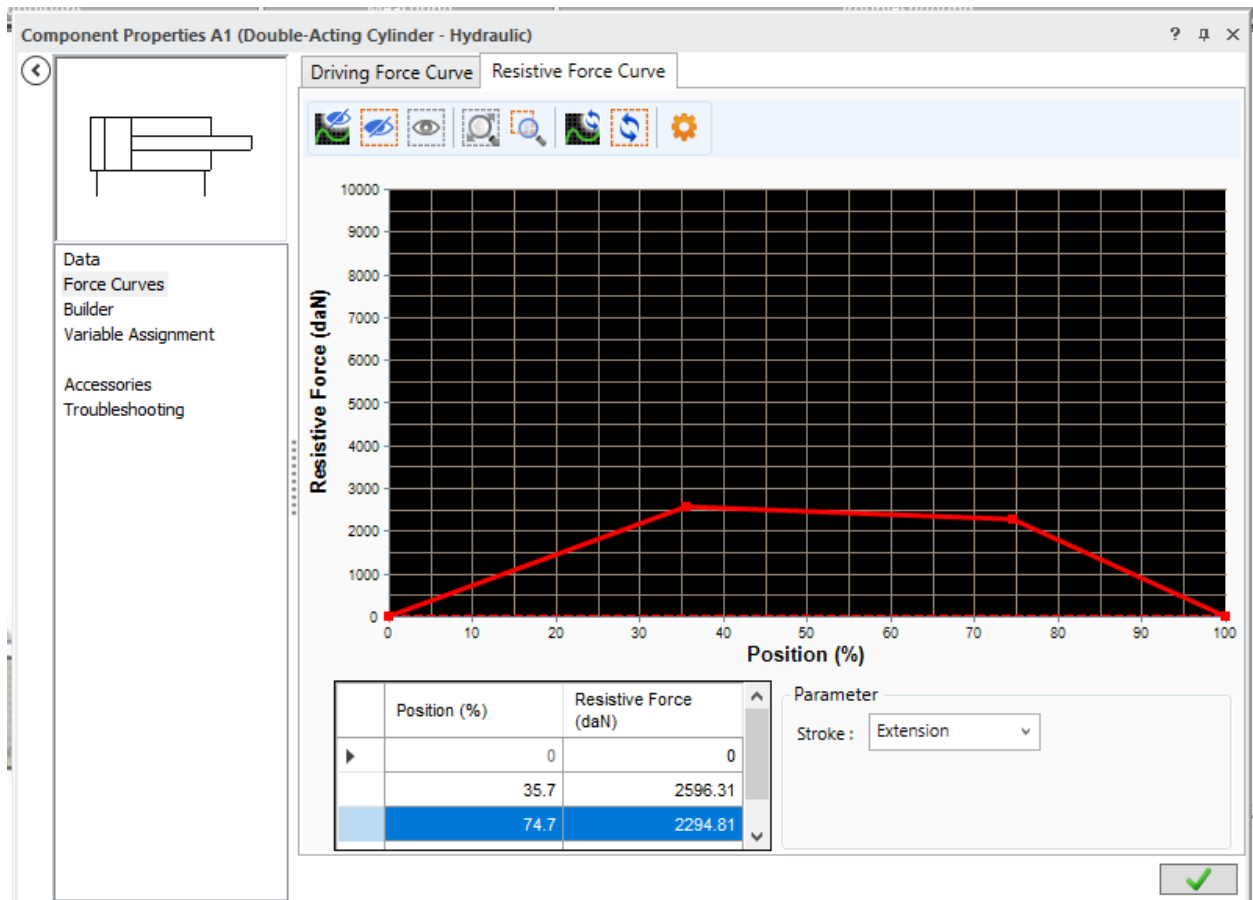 Component Properties A1 (Double-Acting Cylinder - Hydraulic)
Driving Force Curve Resistive Force Curve
Data
Force Curves
Builder
Variable Assignment
Accessories
Troubleshooting
Resistive Force (daN)
10000
9000
8000
7000
6000
5000
4000
3000
2000
1000
0
0 10 20 30 40 50 60 70 80 90 100
Position (%)
Position (%) Resistive Force (daN)
0 0
35.7 2596.31
74.7 2294.81
Parameter
Stroke : Extension